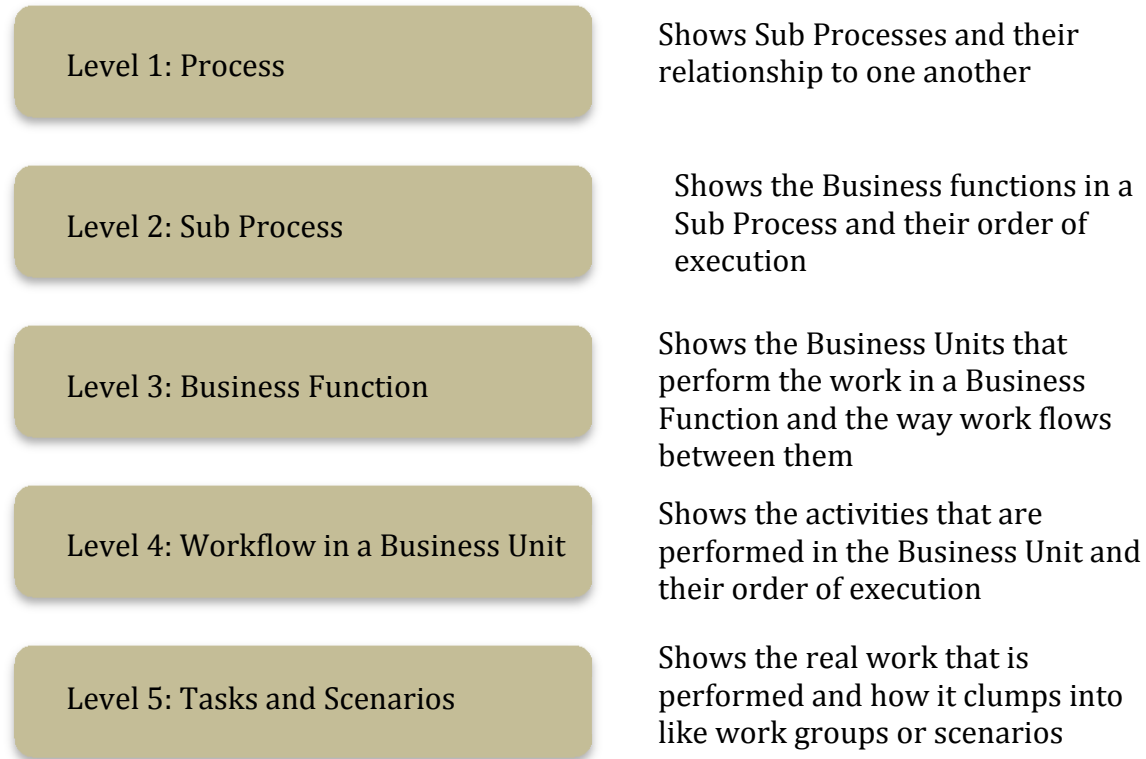 Level 1: Process
Shows Sub Processes and their
relationship to one another
Level 2: Sub Process
Shows the Business functions in a
Sub Process and their order of
execution
Level 3: Business Function
Shows the Business Units that
perform the work in a Business
Function and the way work flows
between them
Level 4: Workflow in a Business Unit
Shows the activities that are
performed in the Business Unit and
their order of execution
Level 5: Tasks and Scenarios
Shows the real work that is
performed and how it clumps into
like work groups or scenarios